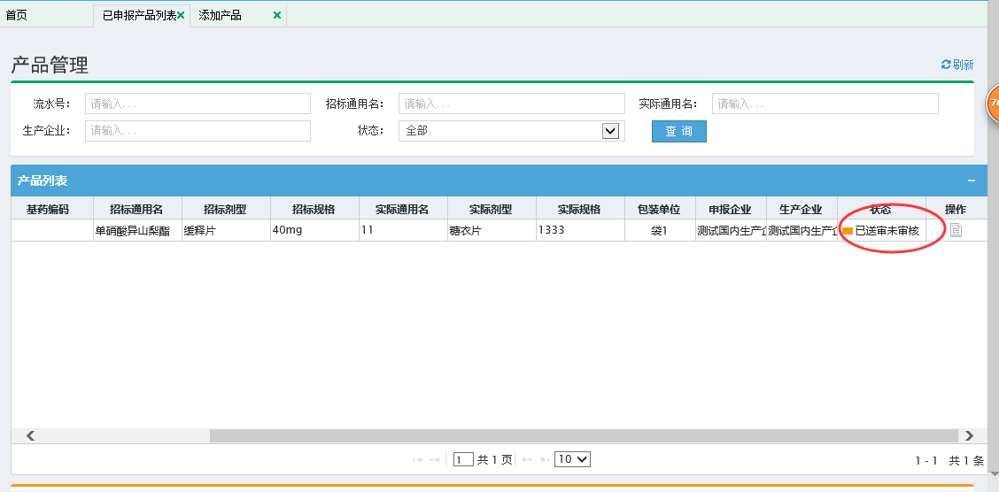 首页 已申报产品列表 添加产品
产品管理 刷新
流水号： 请输入... 招标通用名： 请输入... 实际通用名： 请输入...
生产企业： 请输入... 状态： 全部 查 询
产品列表
基药编码 招标通用名 招标剂型 招标规格 实际通用名 实际剂型 实际规格 包装单位 申报企业 生产企业 状态 操作
单硝酸异山梨酯 缓释片 40mg 11 糖衣片 1333 袋1 测试国内生产企 测试国内生产企 已送审未审核
1 共 1 页 10 1 - 1 共 1 条